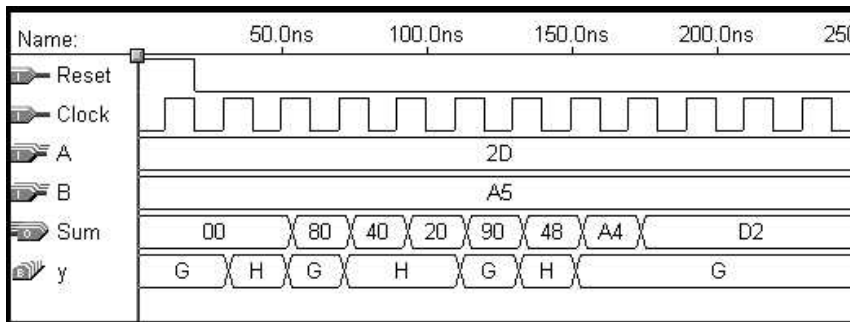 Name: 50.0ns 100.0ns 150.0ns 200.0ns 250
Reset
Clock
A 2D
B A5
Sum 00 80 40 20 90 48 A4 D2
y G H G H G H G